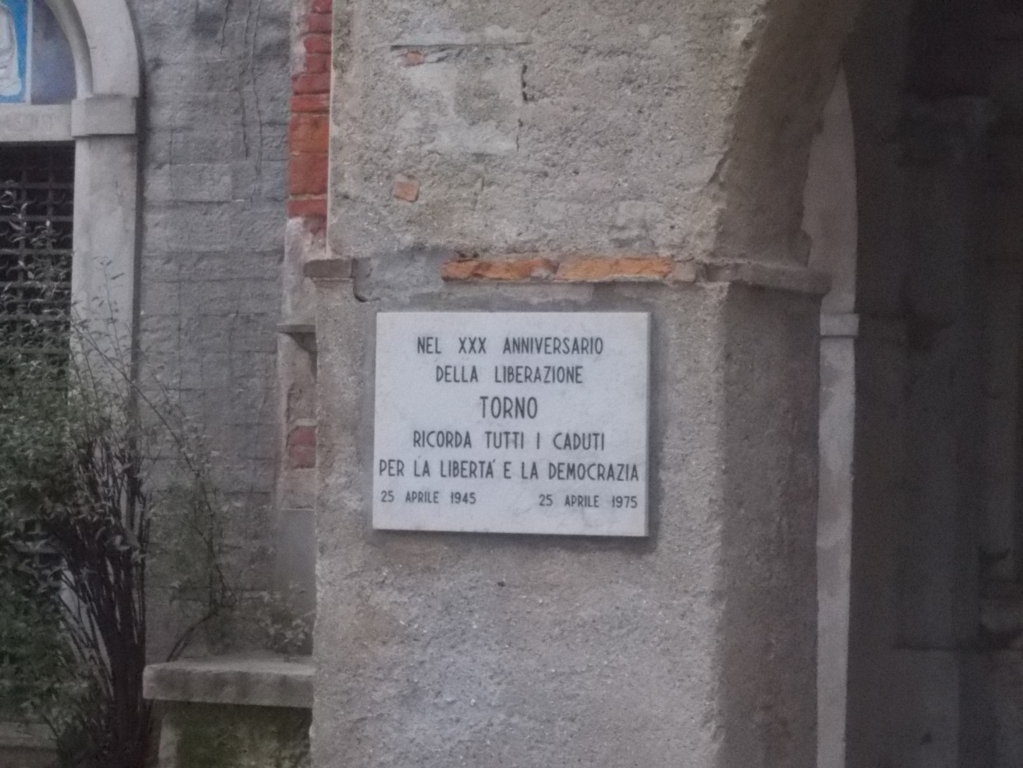 NEL XXX ANNIVERSARIO
DELLA LIBERAZIONE
TORNO
RICORDA TUTTI I CADUTI
PER LA LIBERTÀ E LA DEMOCRAZIA
25 APRILE 1945 25 APRILE 1975